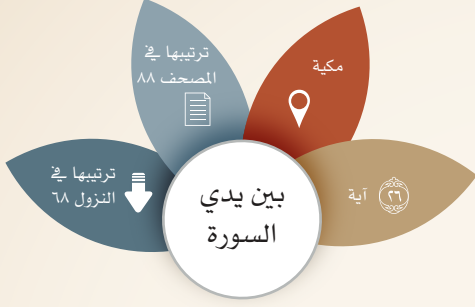 بين يدي
السورة
٢٦ آية
مكية
ترتيبها في
المصحف ٨٨
ترتيبها في
النزول ٦٨